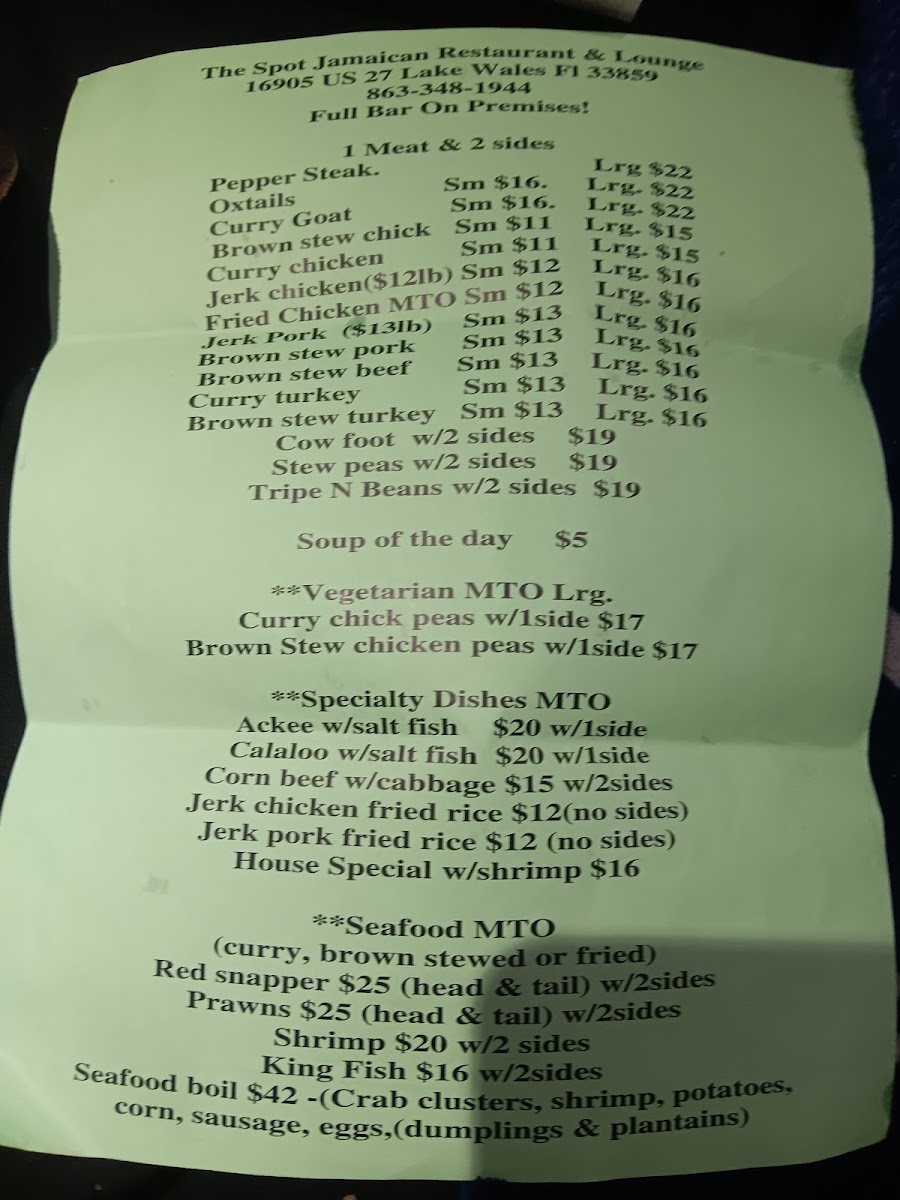 The Spot Jamaican Restaurant & Lounge
16905 US 27 Lake Wales Fl 33859
863-348-1944
Full Bar On Premises!
1 Meat & 2 sides
Pepper Steak. Lrg $22
Oxtails Sm $16. Lrg. $22
Curry Goat Sm $16. Lrg. $22
Brown stew chick Sm $11 Lrg. $15
Curry chicken Sm $11 Lrg. $15
Jerk chicken($12lb) Sm $12 Lrg. $16
Fried Chicken MTO Sm $12 Lrg. $16
Jerk Pork ($13lb) Sm $13 Lrg. $16
Brown stew pork Sm $13 Lrg. $16
Brown stew beef Sm $13 Lrg. $16
Curry turkey Sm $13 Lrg. $16
Brown stew turkey Sm $13 Lrg. $16
Cow foot w/2 sides $19
Stew peas w/2 sides $19
Tripe N Beans w/2 sides $19
Soup of the day $5
**Vegetarian MTO Lrg.
Curry chick peas w/1side $17
Brown Stew chicken peas w/1side $17
**Specialty Dishes MTO
Ackee w/salt fish $20 w/1side
Calaloo w/salt fish $20 w/1side
Corn beef w/cabbage $15 w/2sides
Jerk chicken fried rice $12(no sides)
Jerk pork fried rice $12 (no sides)
House Special w/shrimp $16
**Seafood MTO
(curry, brown stewed or fried)
Red snapper $25 (head & tail) w/2sides
Prawns $25 (head & tail) w/2sides
Shrimp $20 w/2 sides
King Fish $16 w/2sides
Seafood boil $42 -(Crab clusters, shrimp, potatoes,
corn, sausage, eggs,(dumplings & plantains)